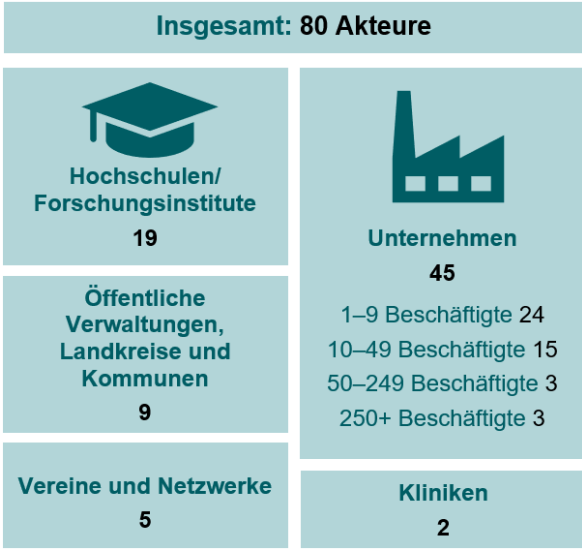 Insgesamt: 80 Akteure
Hochschulen/
Forschungsinstitute
19
Öffentliche
Verwaltungen,
Landkreise und
Kommunen
9
Vereine und Netzwerke
5
Unternehmen
45
1–9 Beschäftigte 24
10–49 Beschäftigte 15
50–249 Beschäftigte 3
250+ Beschäftigte 3
Kliniken
2